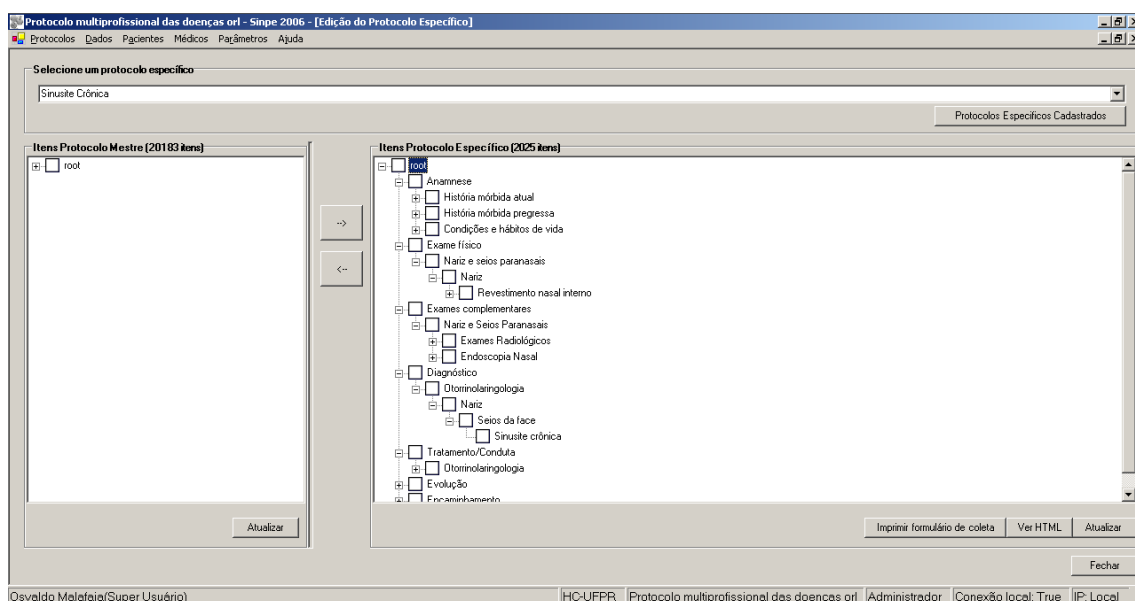 Protocolo multiprofissional das doenças orl - Sinpe 2006 - [Edição do Protocolo Específico]
Protocolos Dados Pacientes Médicos Parâmetros Ajuda
Selecione um protocolo específico
Sinusite Crônica
Protocolos Especificos Cadastrados
Itens Protocolo Mestre (20183 itens)
root
Atualizar
-->
<--
Itens Protocolo Específico (2025 itens)
root
Anamnese
História mórbida atual
História mórbida pregressa
Condições e hábitos de vida
Exame físico
Nariz e seios paranasais
Nariz
Revestimento nasal interno
Exames complementares
Nariz e Seios Paranasais
Exames Radiológicos
Endoscopia Nasal
Diagnóstico
Otorrinolaringologia
Nariz
Seios da face
Sinusite crônica
Tratamento/Conduta
Otorrinolaringologia
Evolução
Encaminhamento
Imprimir formulário de coleta Ver HTML Atualizar
Fechar
Osvaldo Malafaia(Super Usuário) HC-UFPR Protocolo multiprofissional das doenças orl Administrador Conexão local: True IP: Local